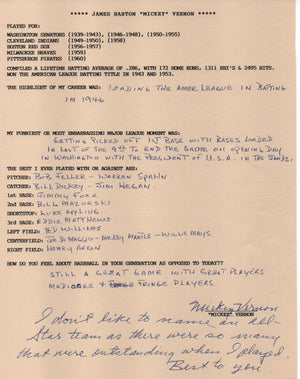 ***** JAMES BARTON "MICKEY" VERNON *****
PLAYED FOR:
WASHINGTON SENATORS (1939-1943), (1946-1948), (1950-1955)
CLEVELAND INDIANS (1949-1950), (1958)
BOSTON RED SOX (1956-1957)
MILWAUKEE BRAVES (1959)
PITTSBURGH PIRATES (1960)
COMPILED A LIFETIME BATTING AVERAGE OF .286, WITH 172 HOME RUNS, 1311 RBI'S & 2495 HITS.
WON THE AMERICAN LEAGUE BATTING TITLE IN 1943 AND 1953.
THE HIGHLIGHT OF MY CAREER WAS: LEADING THE AMER. LEAGUE IN BATTING
IN 1946
MY FUNNIEST OR MOST EMBARRASSING MAJOR LEAGUE MOMENT WAS:
GETTING PICKED OFF 1ST BASE WITH BASES LOADED
IN LAST OF THE 9TH TO END THE GAME ON OPENING DAY
IN WASHINGTON WITH THE PRESIDENT OF U.S.A. IN THE STANDS.
THE BEST I EVER PLAYED WITH OR AGAINST ARE:
PITCHER: BOB FELLER - WARREN SPAHN
CATCHER: BILL DICKEY - JIM HEGAN
1st BASE: JIMMY FOXX
2nd BASE: BILL MAZEROSKI
SHORTSTOP: LUKE APPLING
3rd BASE: EDDIE MATTHEWS
LEFT FIELD: TED WILLIAMS
CENTERFIELD: JOE DIMAGGIO - MICKEY MANTLE - WILLIE MAYS
RIGHT FIELD: HENRY AARON
HOW DO YOU FEEL ABOUT BASEBALL IN YOUR GENERATION AS OPPOSED TO TODAY??
STILL A GREAT GAME WITH GREAT PLAYERS
MEDIOCRE & FRINGE PLAYERS
Mickey Vernon
"MICKEY" VERNON
I don't like to name an all-
Star team as there were so many
that were outstanding when I played.
Best to you.